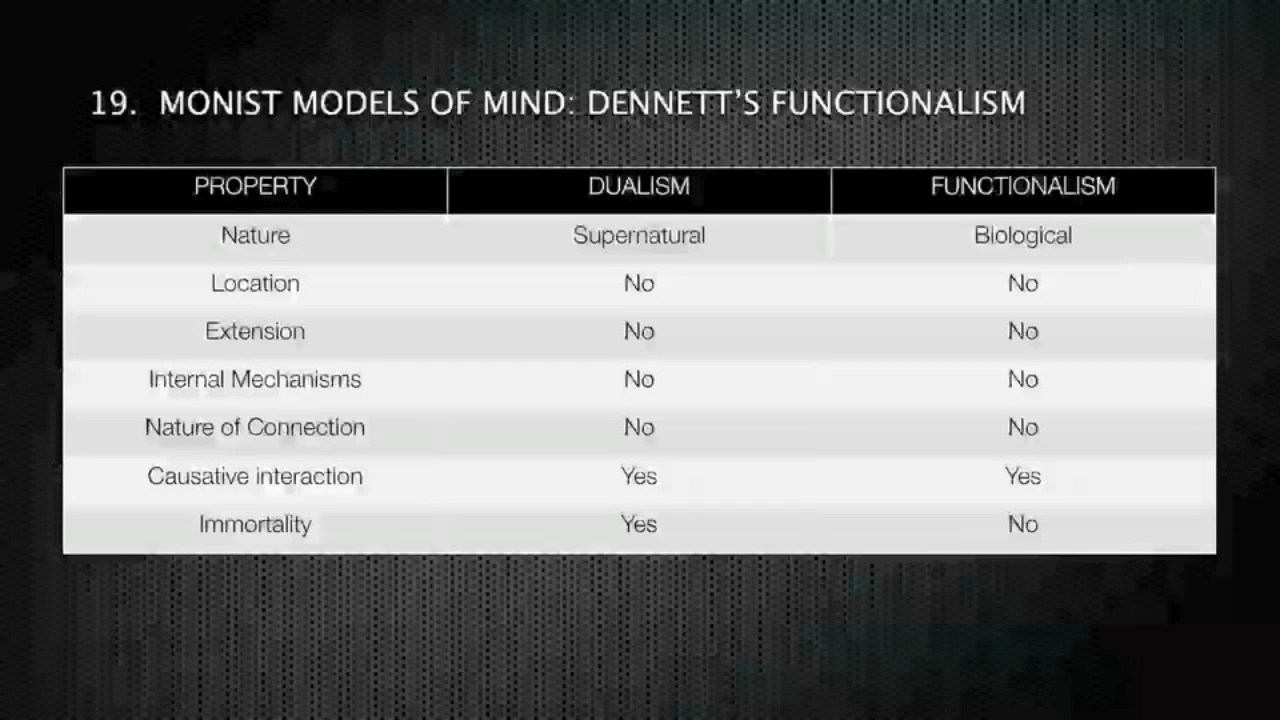 19. MONIST MODELS OF MIND: DENNETT'S FUNCTIONALISM
PROPERTY DUALISM FUNCTIONALISM
Nature Supernatural Biological
Location No No
Extension No No
Internal Mechanisms No No
Nature of Connection No No
Causative interaction Yes Yes
Immortality Yes No